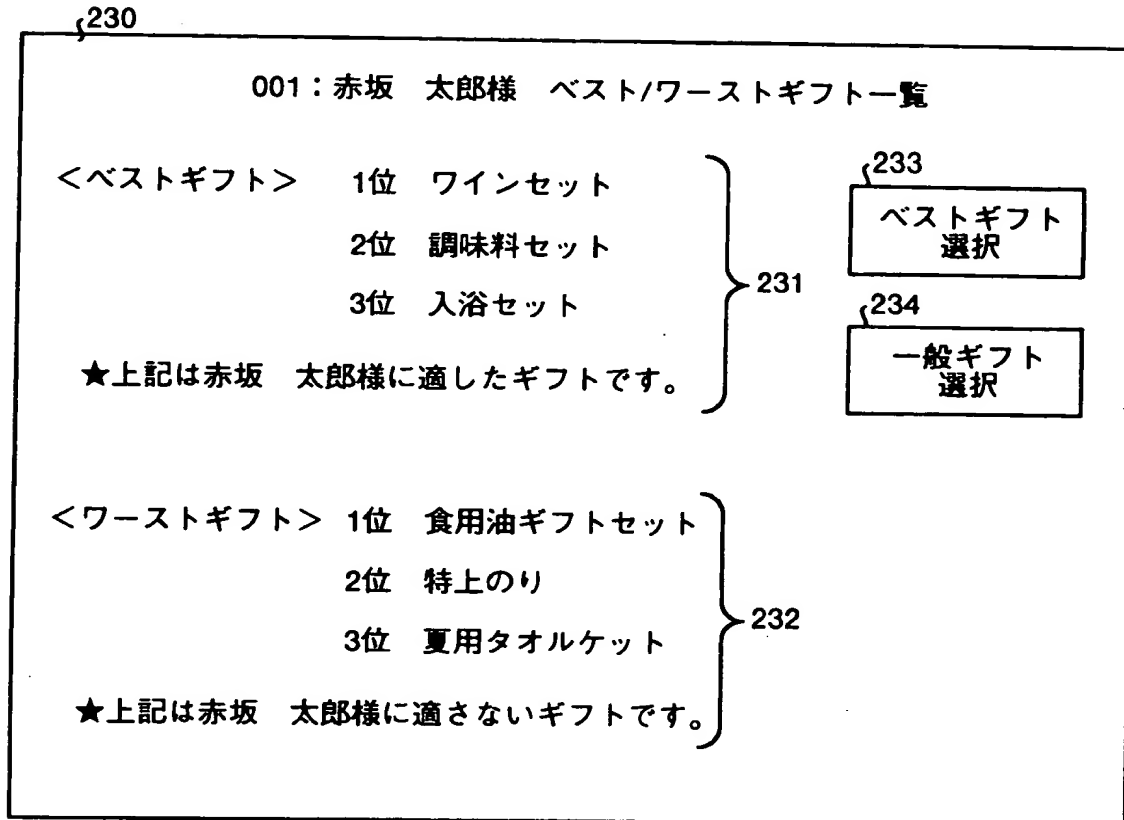 230
001：赤坂　太郎様　ベスト/ワーストギフト一覧
＜ベストギフト＞　1位　ワインセット
2位　調味料セット
3位　入浴セット
★上記は赤坂　太郎様に適したギフトです。
231
233
ベストギフト
選択
234
一般ギフト
選択
＜ワーストギフト＞　1位　食用油ギフトセット
2位　特上のり
3位　夏用タオルケット
★上記は赤坂　太郎様に適さないギフトです。
232